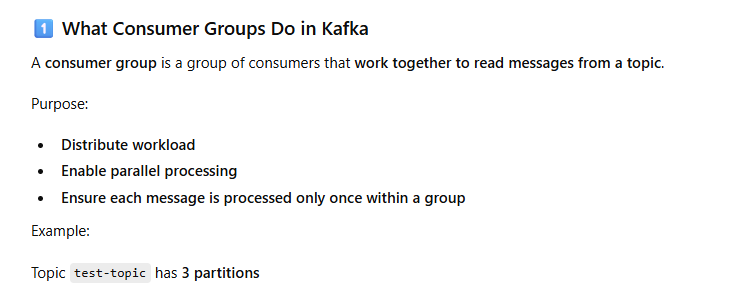 1 What Consumer Groups Do in Kafka
A consumer group is a group of consumers that work together to read messages from a topic.
Purpose:
• Distribute workload
• Enable parallel processing
• Ensure each message is processed only once within a group
Example:
Topic test-topic has 3 partitions